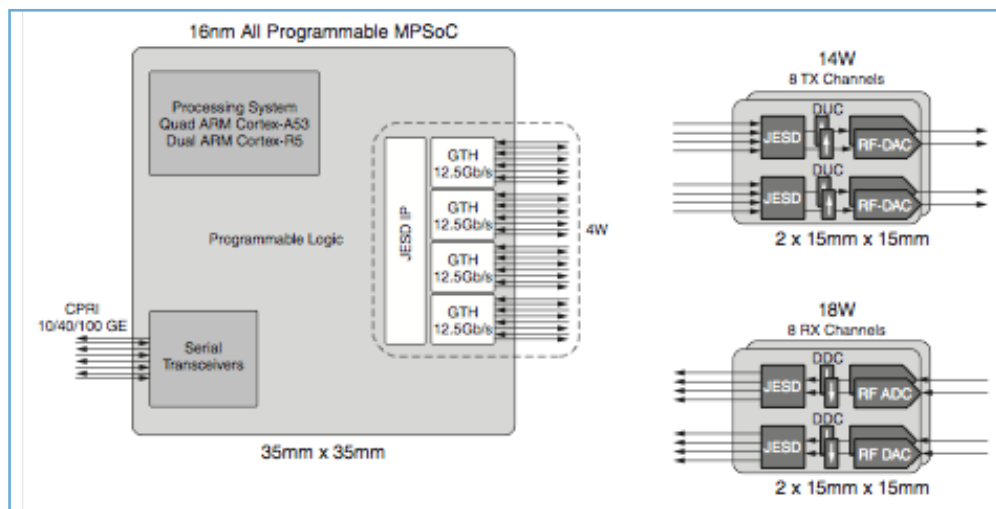 16nm All Programmable MPSoC
Processing System
Quad ARM Cortex-A53
Dual ARM Cortex-R5
Programmable Logic
JESD IP
GTH
12.5Gb/s
GTH
12.5Gb/s
GTH
12.5Gb/s
GTH
12.5Gb/s
4W
CPRI
10/40/100 GE
Serial
Transceivers
35mm x 35mm
14W
8 TX Channels
DUC
JESD
RF-DAC
DUC
JESD
RF-DAC
2 x 15mm x 15mm
18W
8 RX Channels
DDC
JESD
RF ADC
DDC
JESD
RF DAC
2 x 15mm x 15mm